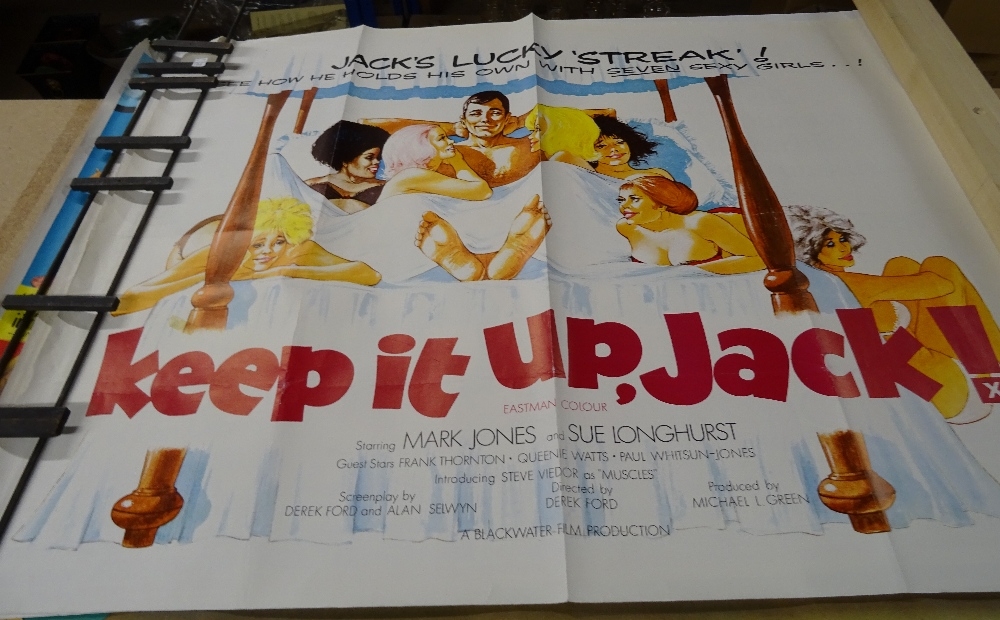 JACK'S LUCKY 'STREAK'!
SEE HOW HE HOLDS HIS OWN WITH SEVEN SEXY GIRLS...!
keep it up, Jack!
X
EASTMAN COLOUR
Starring MARK JONES and SUE LONGHURST
Guest Stars FRANK THORNTON • QUEENIE WATTS • PAUL WHITSUN-JONES
Introducing STEVE VIEDOR as "MUSCLES"
Screenplay by
DEREK FORD and ALAN SELWYN
Directed by
DEREK FORD
Produced by
MICHAEL L. GREEN
A BLACKWATER FILM PRODUCTION